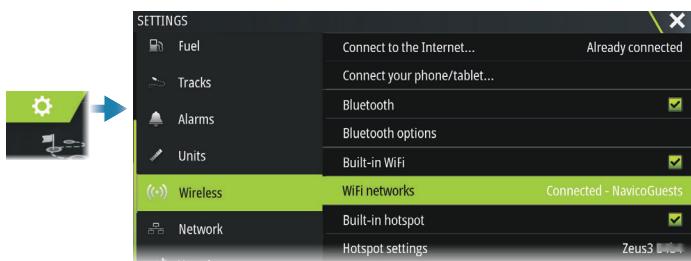 SETTINGS
Fuel
Tracks
Alarms
Units
Wireless
Network
Connect to the Internet... Already connected
Connect your phone/tablet...
Bluetooth
Bluetooth options
Built-in WiFi
WiFi networks Connected - NavicoGuests
Built-in hotspot
Hotspot settings Zeus3